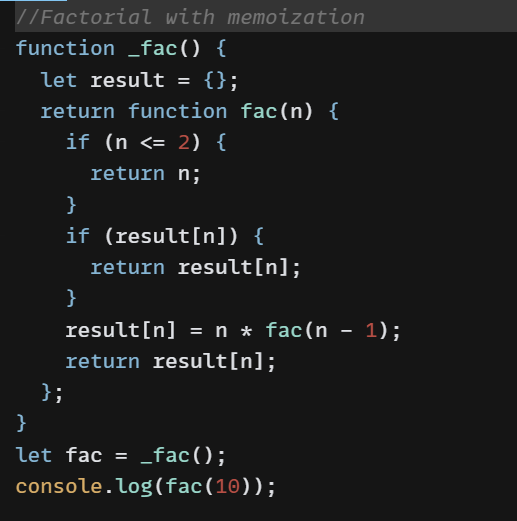 //Factorial with memoization
function _fac() {
  let result = {};
  return function fac(n) {
    if (n <= 2) {
      return n;
    }
    if (result[n]) {
      return result[n];
    }
    result[n] = n * fac(n - 1);
    return result[n];
  };
}
let fac = _fac();
console.log(fac(10));